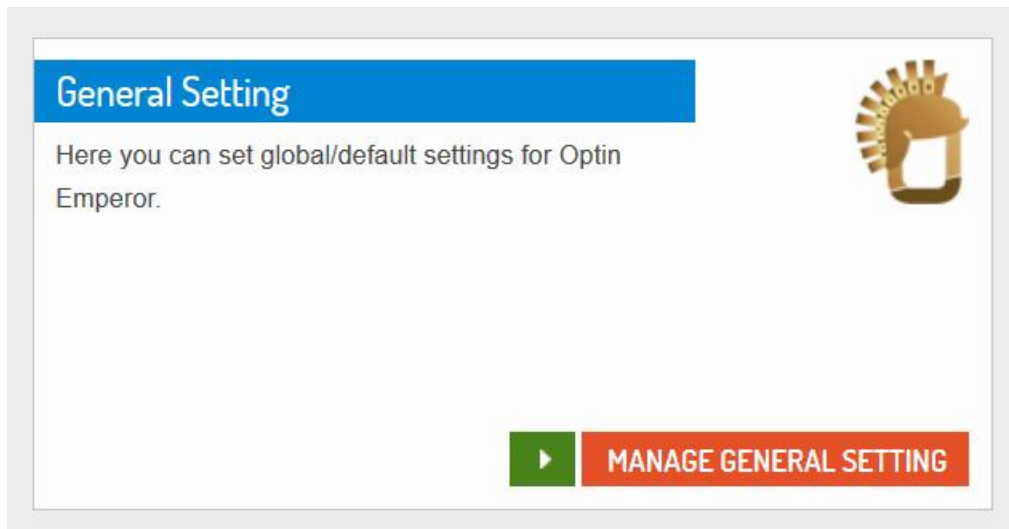 General Setting
Here you can set global/default settings for Optin
Emperor.
MANAGE GENERAL SETTING